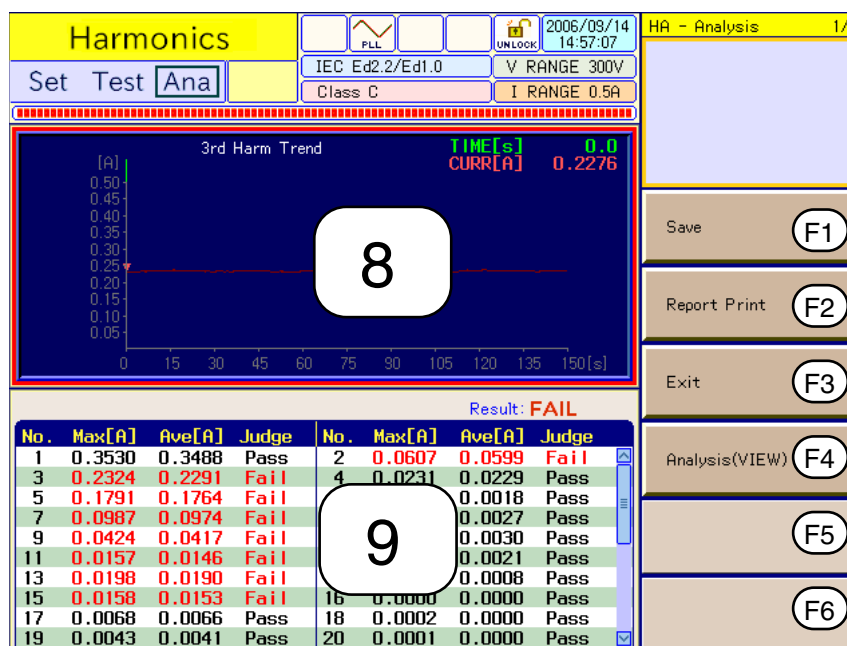 Harmonics
PLL
UNLOCK
2006/09/14
14:57:07
HA - Analysis 1/
Set Test Ana
IEC Ed2.2/Ed1.0
V RANGE 300V
Class C
I RANGE 0.5A
3rd Harm Trend
TIME[s] 0.0
CURR[A] 0.2276
[A]
0.50
0.45
0.40
0.35
0.30
0.25
0.20
0.15
0.10
0.05
0 15 30 45 60 75 90 105 120 135 150[s]
8
Save F1
Report Print F2
Exit F3
Analysis(VIEW) F4
F5
F6
Result: FAIL
No. Max[A] Ave[A] Judge No. Max[A] Ave[A] Judge
1 0.3530 0.3488 Pass 2 0.0607 0.0599 Fail
3 0.2324 0.2291 Fail 4 0.0231 0.0229 Pass
5 0.1791 0.1764 Fail 0.0018 Pass
7 0.0987 0.0974 Fail 0.0027 Pass
9 0.0424 0.0417 Fail 0.0030 Pass
11 0.0157 0.0146 Fail 0.0021 Pass
13 0.0198 0.0190 Fail 0.0008 Pass
15 0.0158 0.0153 Fail 16 0.0000 0.0000 Pass
17 0.0068 0.0066 Pass 18 0.0002 0.0000 Pass
19 0.0043 0.0041 Pass 20 0.0001 0.0000 Pass
9